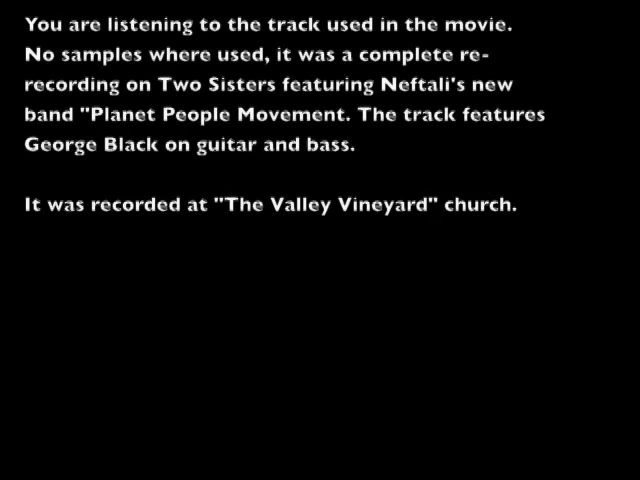 You are listening to the track used in the movie.
No samples where used, it was a complete re-
recording on Two Sisters featuring Neftali's new
band "Planet People Movement. The track features
George Black on guitar and bass.
It was recorded at "The Valley Vineyard" church.